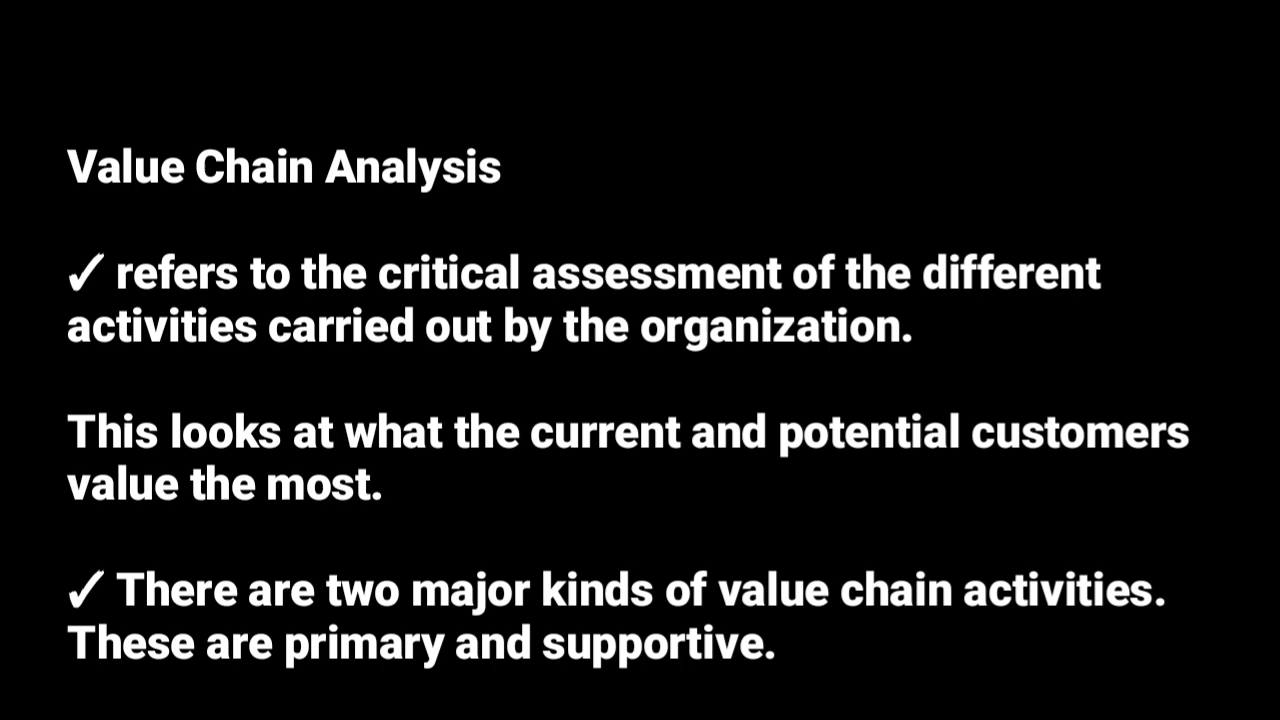 Value Chain Analysis
✓ refers to the critical assessment of the different
activities carried out by the organization.
This looks at what the current and potential customers
value the most.
✓ There are two major kinds of value chain activities.
These are primary and supportive.